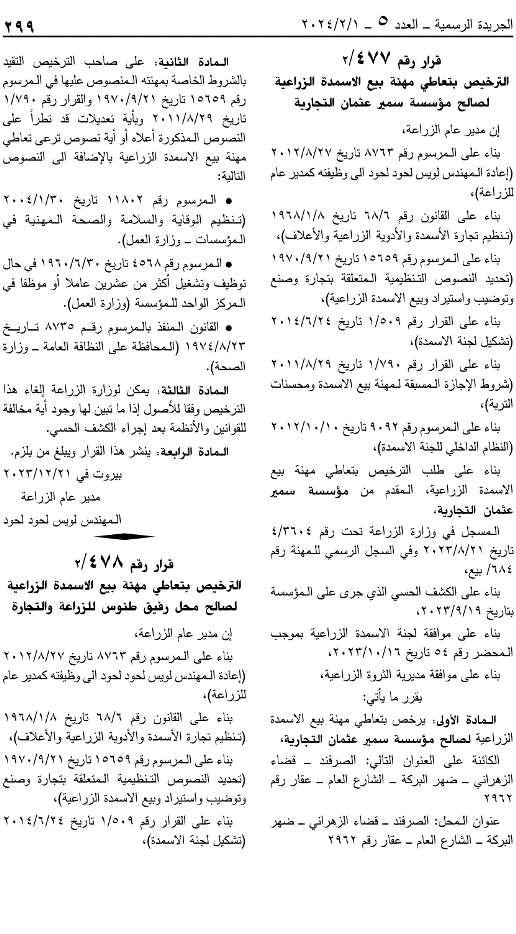 الجريدة الرسمية ــ العدد ٥ ــ ٢٠٢٤/٢/١
٢٩٩
قرار رقم ٢/٤٧٧
الترخيص بتعاطي مهنة بيع الاسمدة الزراعية
لصالح مؤسسة سمير عثمان التجارية
إن مدير عام الزراعة،
بناء على المرسوم رقم ٨٧٦٣ تاريخ ٢٠١٢/٨/٢٧
(إعادة المهندس لويس لحود لحود الى وظيفته كمدير عام
للزراعة)،
بناء على القانون رقم ٦٨/٦ تاريخ ١٩٦٨/١/٨
(تنظيم تجارة الأسمدة والأدوية الزراعية والأعلاف)،
بناء على المرسوم رقم ١٥٦٥٩ تاريخ ١٩٧٠/٩/٢١
(تحديد النصوص التنظيمية المتعلقة بتجارة وصنع
وتوضيب واستيراد وبيع الاسمدة الزراعية)،
بناء على القرار رقم ١/٥٠٩ تاريخ ٢٠١٤/٦/٢٤
(تشكيل لجنة الاسمدة)،
بناء على القرار رقم ١/٧٩٠ تاريخ ٢٠١١/٨/٢٩
(شروط الإجازة المسبقة لمهنة بيع الاسمدة ومحسنات
التربة)،
بناء على المرسوم رقم ٩٠٩٢ تاريخ ٢٠١٢/١٠/١٠
(النظام الداخلي للجنة الاسمدة)،
بناء على طلب الترخيص بتعاطي مهنة بيع
الاسمدة الزراعية، المقدم من مؤسسة سمير
عثمان التجارية،
المسجل في وزارة الزراعة تحت رقم ٤/٣٦٠٤
تاريخ ٢٠٢٣/٨/٢١ وفي السجل الرسمي للمهنة رقم
٦٨٤/ بيع،
بناء على الكشف الحسي الذي جرى على المؤسسة
بتاريخ ٢٠٢٣/٩/١٩،
بناء على موافقة لجنة الاسمدة الزراعية بموجب
المحضر رقم ٥٤ تاريخ ٢٠٢٣/١٠/١٦،
بناء على موافقة مديرية الثروة الزراعية،
يقرر ما يأتي:
المادة الأولى: يرخص بتعاطي مهنة بيع الاسمدة
الزراعية لصالح مؤسسة سمير عثمان التجارية،
الكائنة على العنوان التالي: الصرفند ــ قضاء
الزهراني ــ ضهر البركة ــ الشارع العام ــ عقار رقم
٢٩٦٢
عنوان المحل: الصرفند ــ قضاء الزهراني ــ ضهر
البركة ــ الشارع العام ــ عقار رقم ٢٩٦٢
المادة الثانية: على صاحب الترخيص التقيد
بالشروط الخاصة بمهنته المنصوص عليها في المرسوم
رقم ١٥٦٥٩ تاريخ ١٩٧٠/٩/٢١ والقرار رقم ١/٧٩٠
تاريخ ٢٠١١/٨/٢٩ وبأية تعديلات قد تطرأ على
النصوص المذكورة أعلاه أو أية نصوص ترعى تعاطي
مهنة بيع الاسمدة الزراعية بالإضافة الى النصوص
التالية:
● المرسوم رقم ١١٨٠٢ تاريخ ٢٠٠٤/١/٣٠
(تنظيم الوقاية والسلامة والصحة المهنية في
المؤسسات ــ وزارة العمل).
● المرسوم رقم ٤٥٦٨ تاريخ ١٩٦٠/٦/٣٠ في حال
توظيف وتشغيل أكثر من عشرين عاملا أو موظفا في
المركز الواحد للمؤسسة (وزارة العمل).
● القانون المنفذ بالمرسوم رقم ٨٧٣٥ تاريخ
١٩٧٤/٨/٢٣ (المحافظة على النظافة العامة ــ وزارة
الصحة).
المادة الثالثة: يمكن لوزارة الزراعة إلغاء هذا
الترخيص وفقا للأصول إذا ما تبين لها وجود أية مخالفة
للقوانين والأنظمة بعد إجراء الكشف الحسي.
المادة الرابعة: ينشر هذا القرار ويبلغ من يلزم.
بيروت في ٢٠٢٣/١٢/٢١
مدير عام الزراعة
المهندس لويس لحود لحود
قرار رقم ٢/٤٧٨
الترخيص بتعاطي مهنة بيع الاسمدة الزراعية
لصالح محل رفيق طنوس للزراعة والتجارة
إن مدير عام الزراعة،
بناء على المرسوم رقم ٨٧٦٣ تاريخ ٢٠١٢/٨/٢٧
(إعادة المهندس لويس لحود لحود الى وظيفته كمدير عام
للزراعة)،
بناء على القانون رقم ٦٨/٦ تاريخ ١٩٦٨/١/٨
(تنظيم تجارة الأسمدة والأدوية الزراعية والأعلاف)،
بناء على المرسوم رقم ١٥٦٥٩ تاريخ ١٩٧٠/٩/٢١
(تحديد النصوص التنظيمية المتعلقة بتجارة وصنع
وتوضيب واستيراد وبيع الاسمدة الزراعية)،
بناء على القرار رقم ١/٥٠٩ تاريخ ٢٠١٤/٦/٢٤
(تشكيل لجنة الاسمدة)،